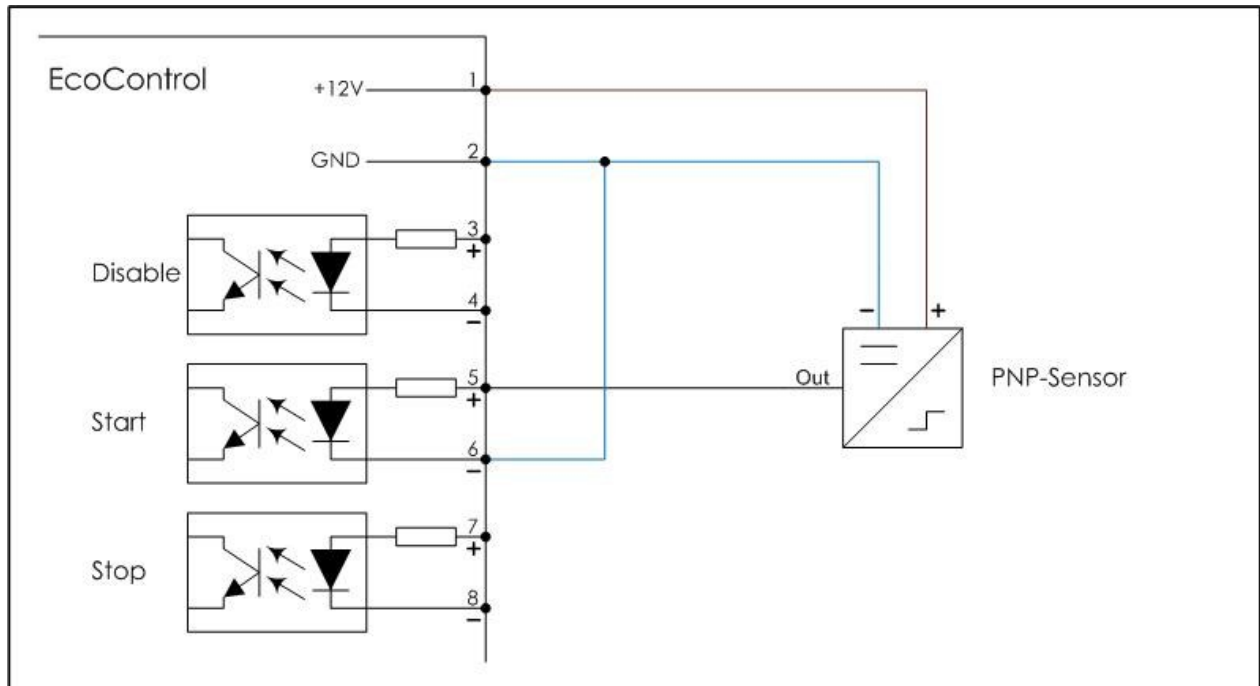 EcoControl
+12V
1
GND
2
Disable
3
+
4
−
Start
5
+
6
−
Stop
7
+
8
−
− +
Out
PNP-Sensor